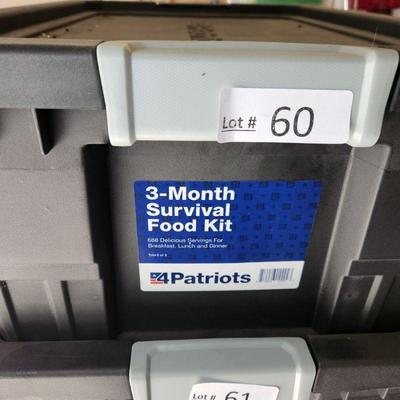 Lot # 60
3-Month
Survival
Food Kit
688 Delicious Servings For
Breakfast, Lunch and Dinner
4Patriots
Lot # 61